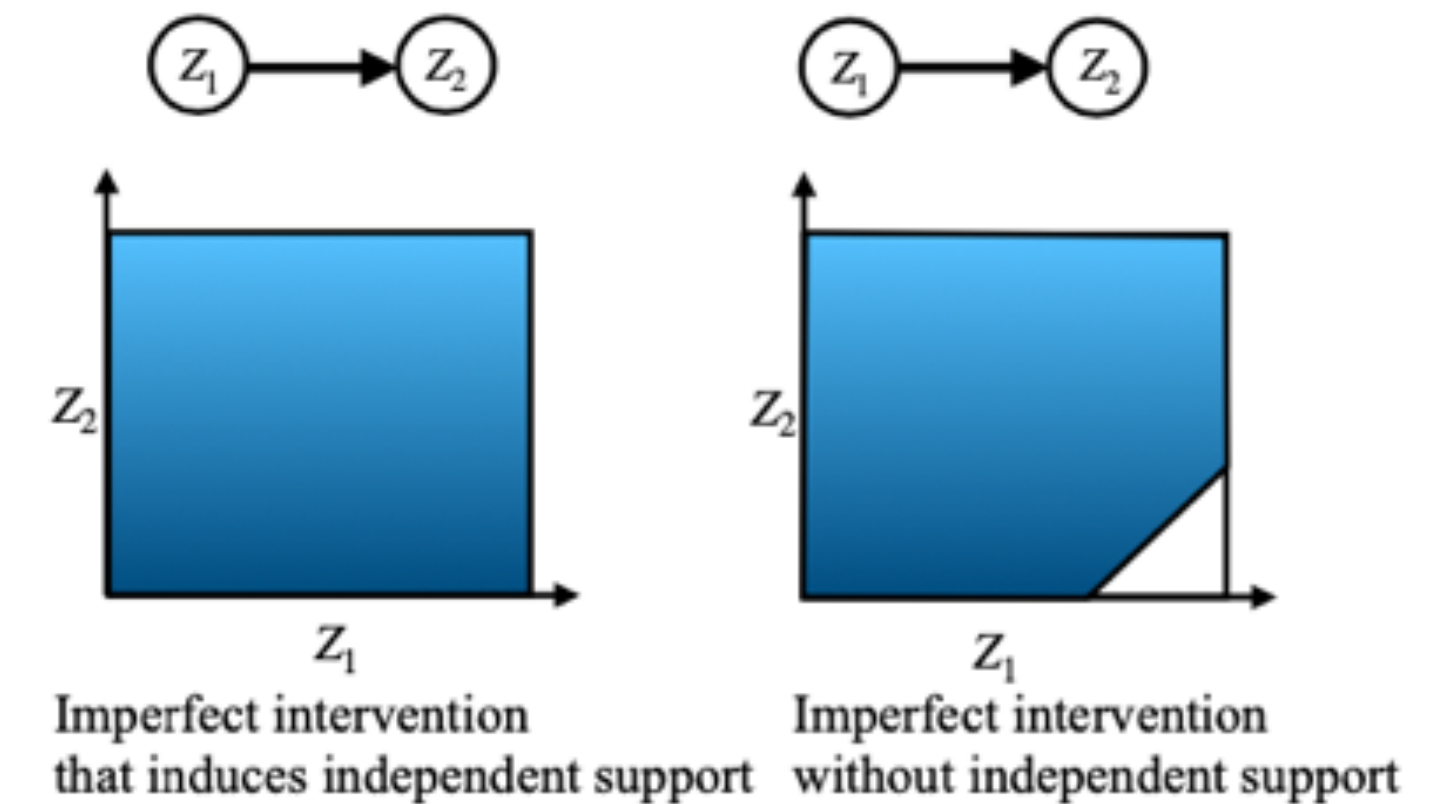 Z₁ Z₂ Z₁ Z₂
Z₂ Z₂
Z₁ Z₁
Imperfect intervention
that induces independent support
Imperfect intervention
without independent support